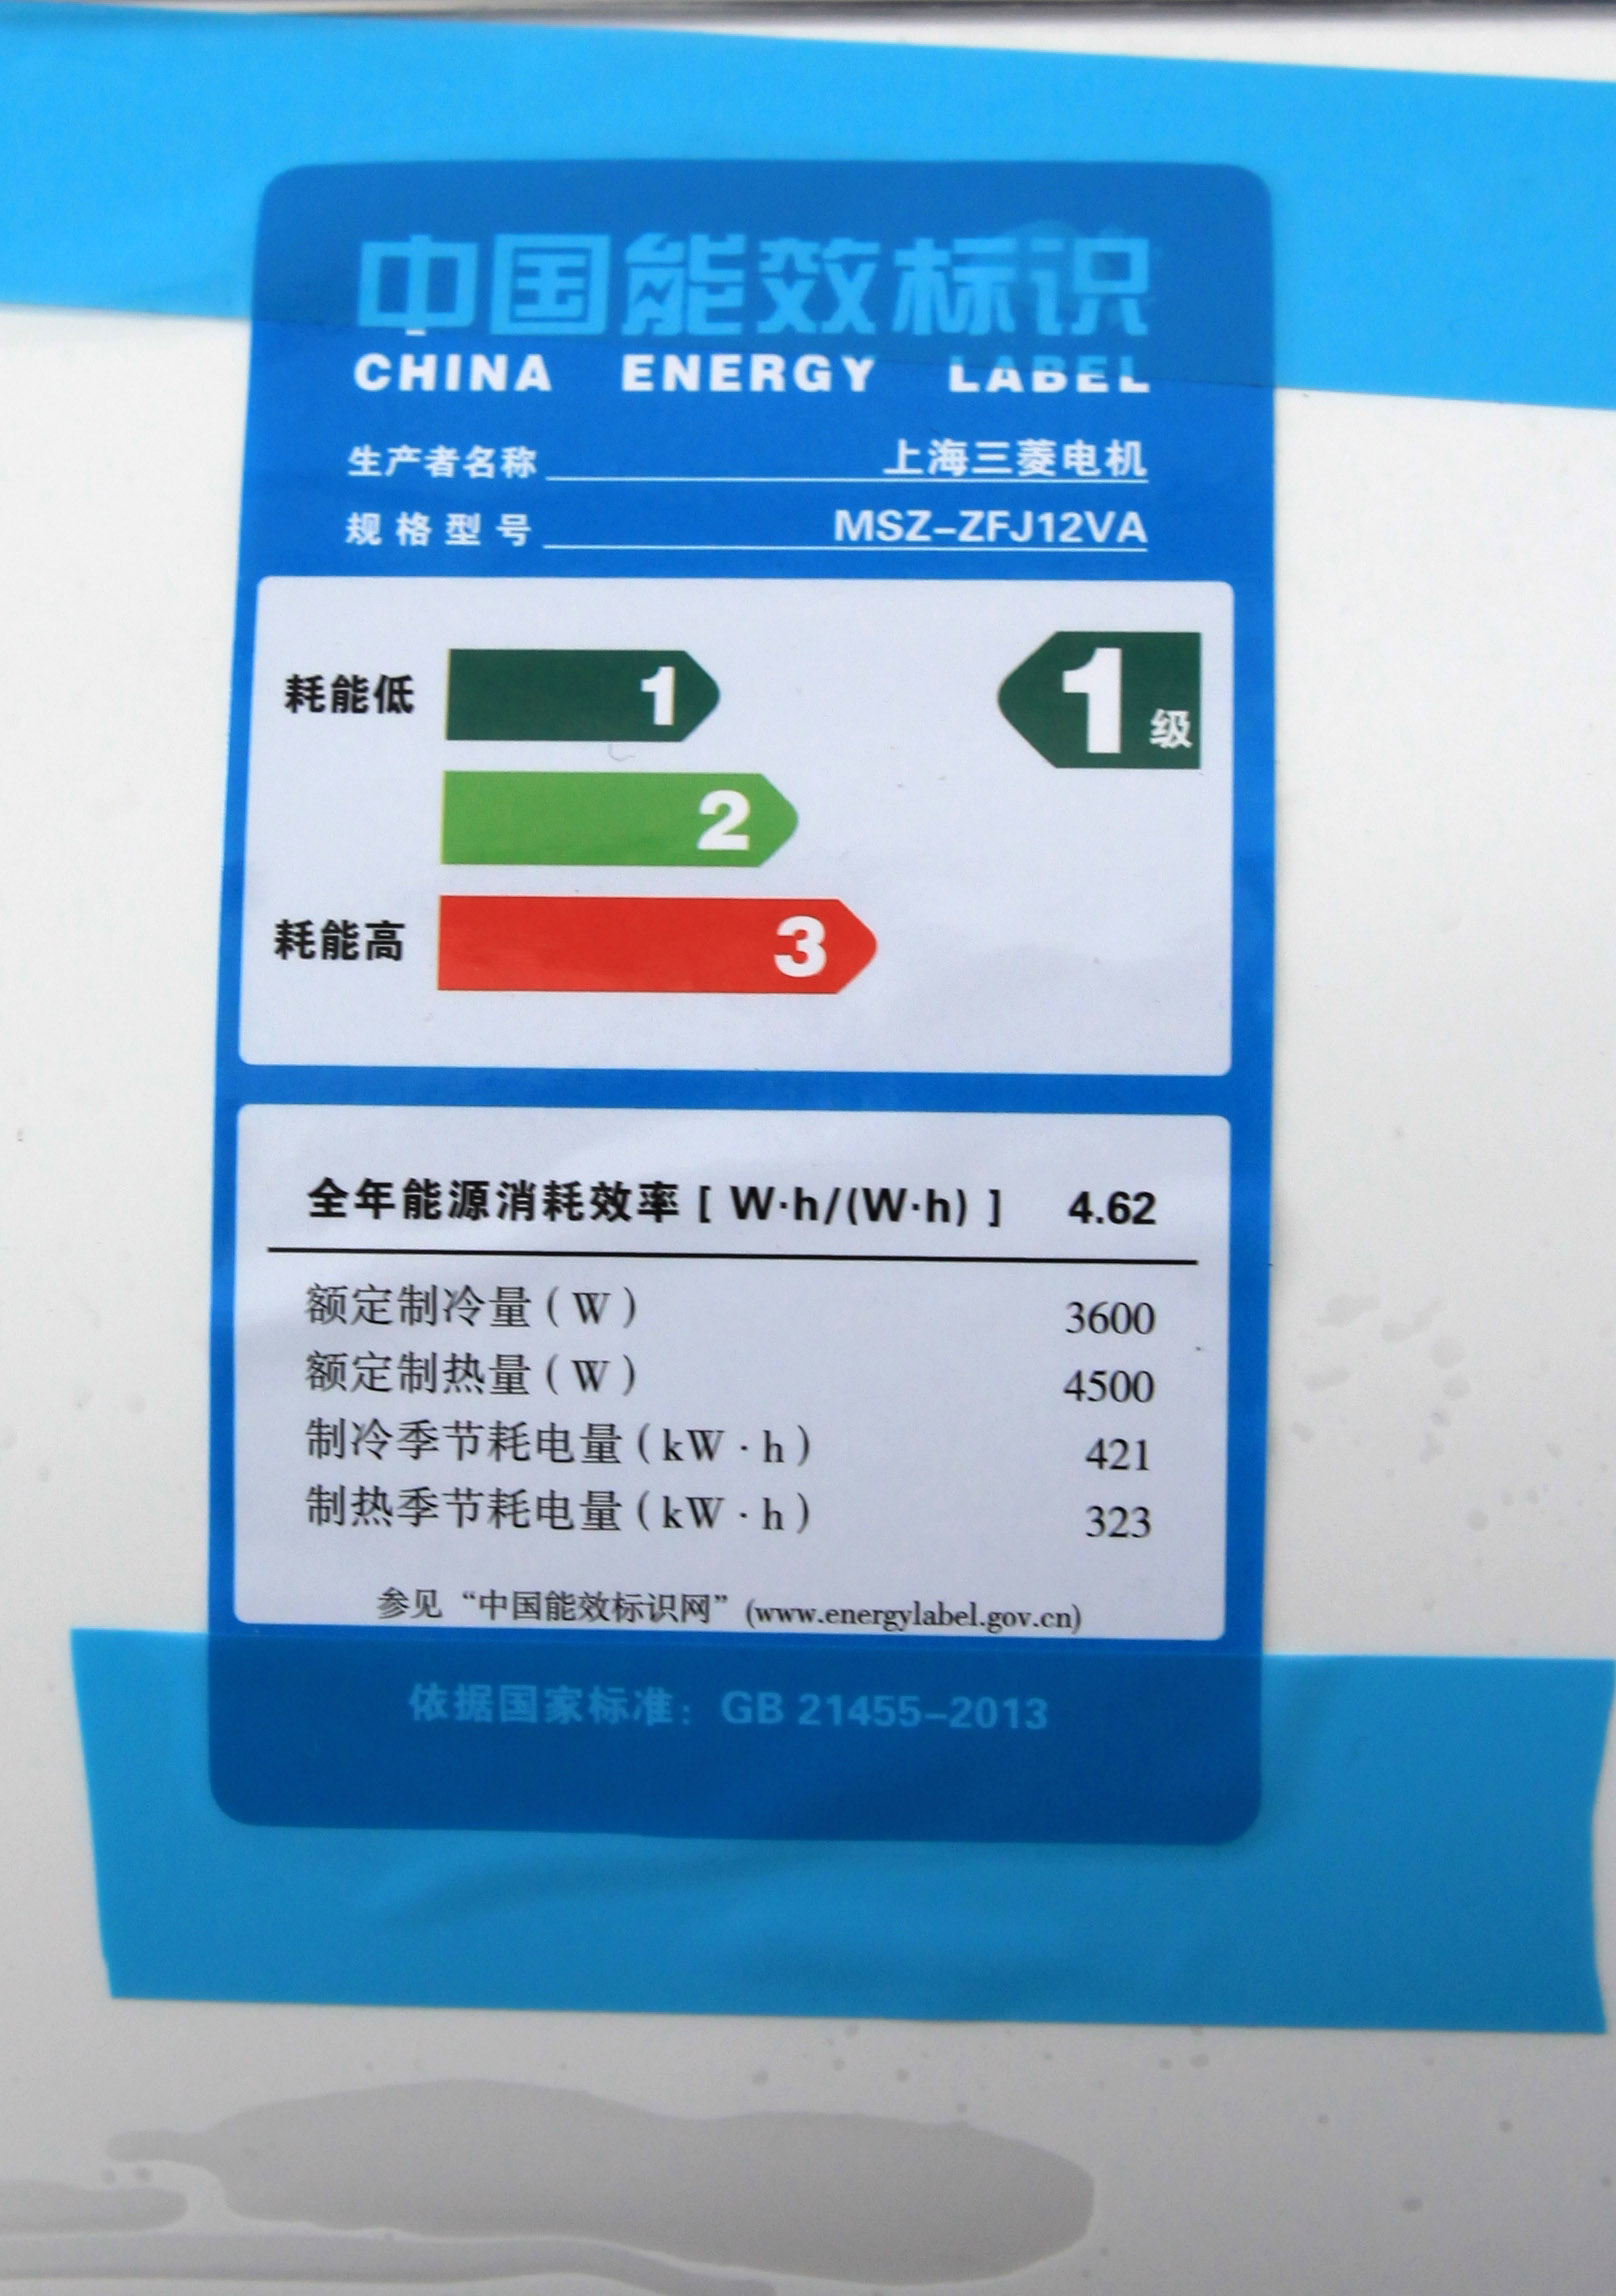 中国能效标识
CHINA ENERGY LABEL
生产者名称 上海三菱电机
规格型号 MSZ-ZFJ12VA
耗能低 1 1级
2
耗能高 3
全年能源消耗效率 [ W·h/(W·h) ] 4.62
额定制冷量(W) 3600
额定制热量(W) 4500
制冷季节耗电量(kW·h) 421
制热季节耗电量(kW·h) 323
参见“中国能效标识网”(www.energylabel.gov.cn)
依据国家标准：GB 21455-2013